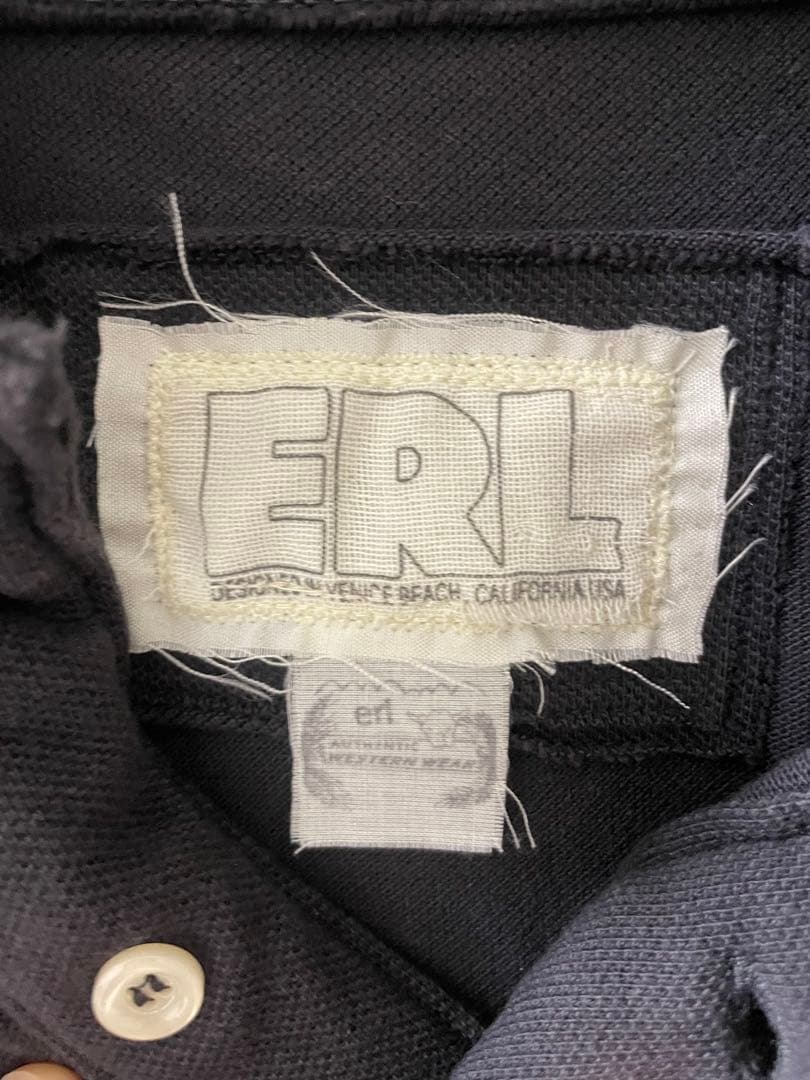 ERL
DESIGNED IN VENICE BEACH, CALIFORNIA USA
erl
AUTHENTIC
WESTERN WEAR